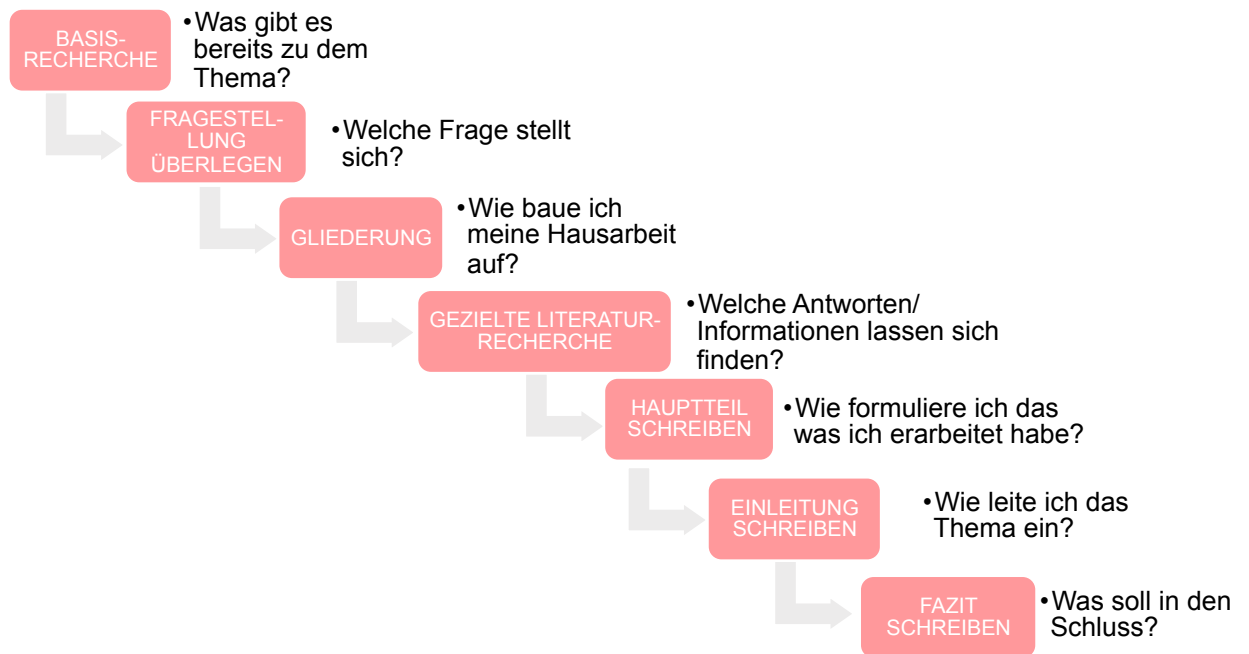 BASIS-
RECHERCHE
•Was gibt es
bereits zu dem
Thema?
FRAGESTEL-
LUNG
ÜBERLEGEN
•Welche Frage stellt
sich?
GLIEDERUNG
•Wie baue ich
meine Hausarbeit
auf?
GEZIELTE LITERATUR-
RECHERCHE
•Welche Antworten/
Informationen lassen sich
finden?
HAUPTTEIL
SCHREIBEN
•Wie formuliere ich das
was ich erarbeitet habe?
EINLEITUNG
SCHREIBEN
•Wie leite ich das
Thema ein?
FAZIT
SCHREIBEN
•Was soll in den
Schluss?